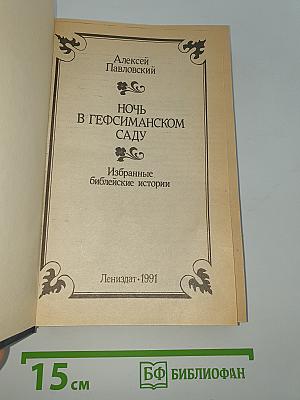 Алексей
Павловский
НОЧЬ
В ГЕФСИМАНСКОМ
САДУ
Избранные
библейские истории
Лениздат·1991
15 см
БФ БИБЛИОФАН